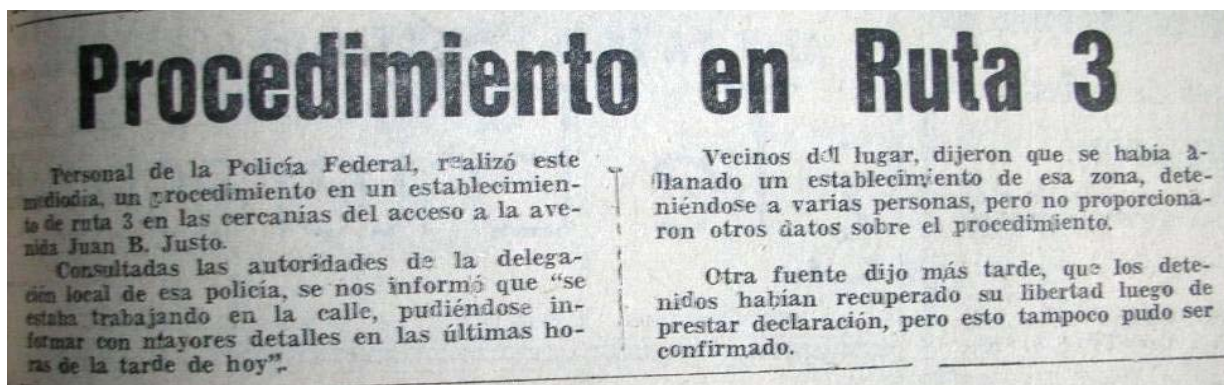 Procedimiento en Ruta 3
Personal de la Policía Federal, realizó este
mediodía, un procedimiento en un establecimien-
to de ruta 3 en las cercanías del acceso a la ave-
nida Juan B. Justo.
Consultadas las autoridades de la delega-
ción local de esa policía, se nos informó que “se
estaba trabajando en la calle, pudiéndose in-
formar con mayores detalles en las últimas ho-
ras de la tarde de hoy”.
Vecinos del lugar, dijeron que se habia a-
llanado un establecimiento de esa zona, dete-
niéndose a varias personas, pero no proporciona-
ron otros datos sobre el procedimiento.
Otra fuente dijo más tarde, que los dete-
nidos habían recuperado su libertad luego de
prestar declaración, pero esto tampoco pudo ser
confirmado.